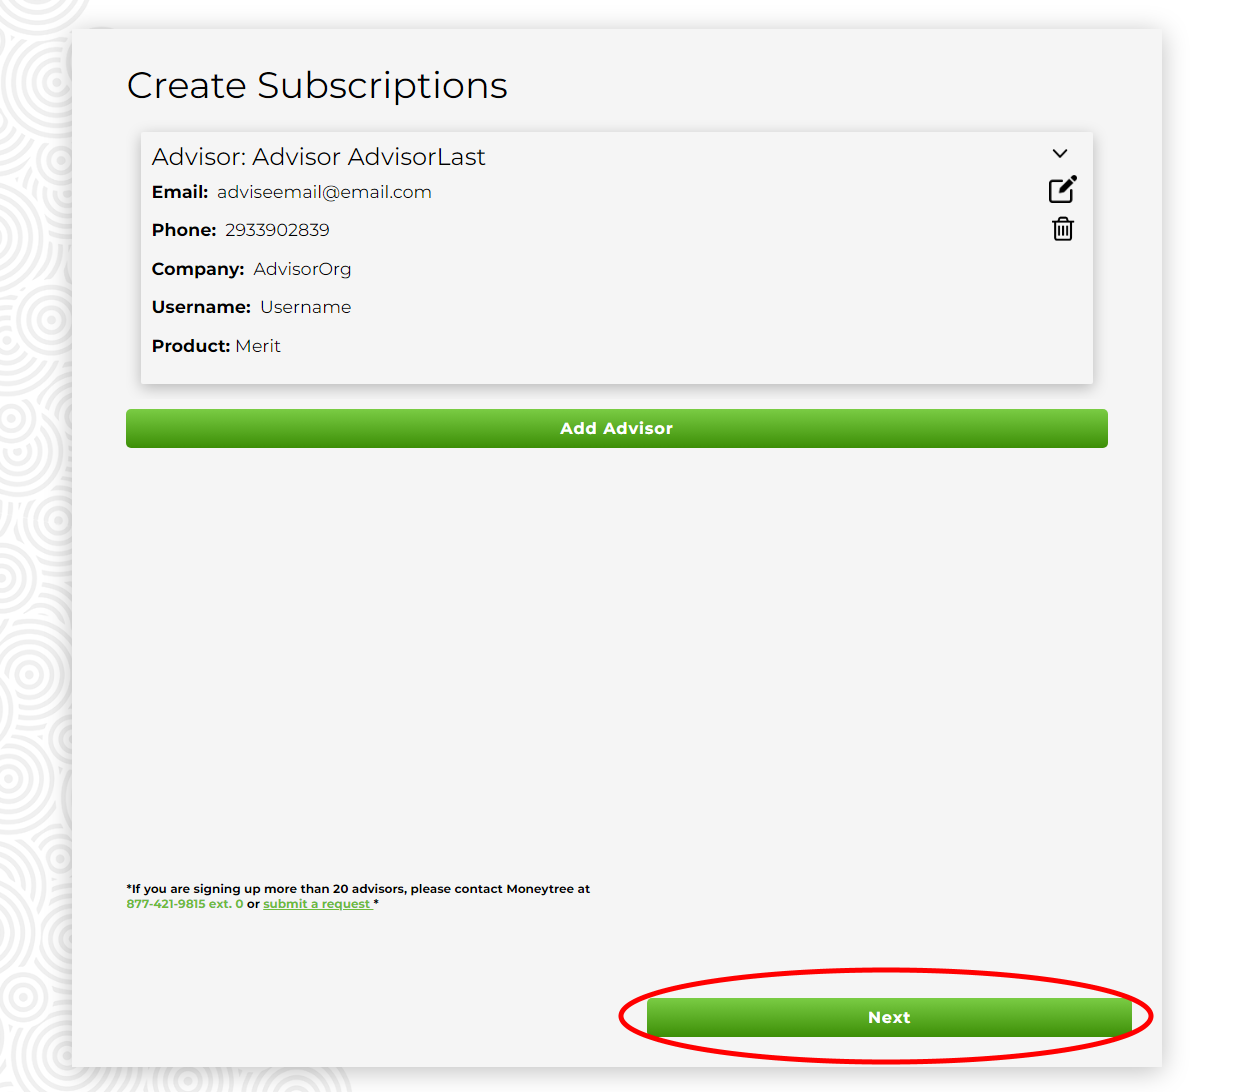 Create Subscriptions
Advisor: Advisor AdvisorLast
Email: adviseemail@email.com
Phone: 2933902839
Company: AdvisorOrg
Username: Username
Product: Merit
Add Advisor
*If you are signing up more than 20 advisors, please contact Moneytree at
877-421-9815 ext. 0 or submit a request *
Next